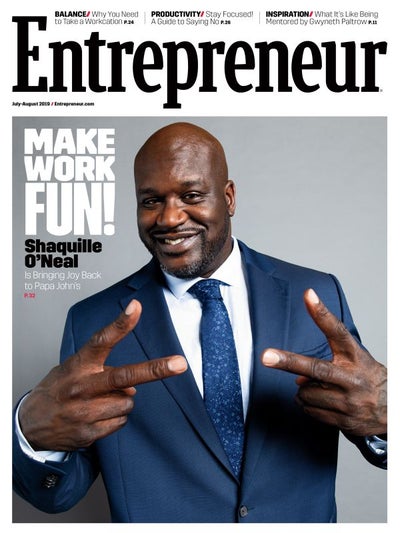 BALANCE/ Why You Need
to Take a Workcation P.24
PRODUCTIVITY/ Stay Focused!
A Guide to Saying No P.26
INSPIRATION/ What It's Like Being
Mentored by Gwyneth Paltrow P.11
Entrepreneur
July-August 2019 / Entrepreneur.com
MAKE
WORK
FUN!
Shaquille
O'Neal
Is Bringing Joy Back
to Papa John's
P.32